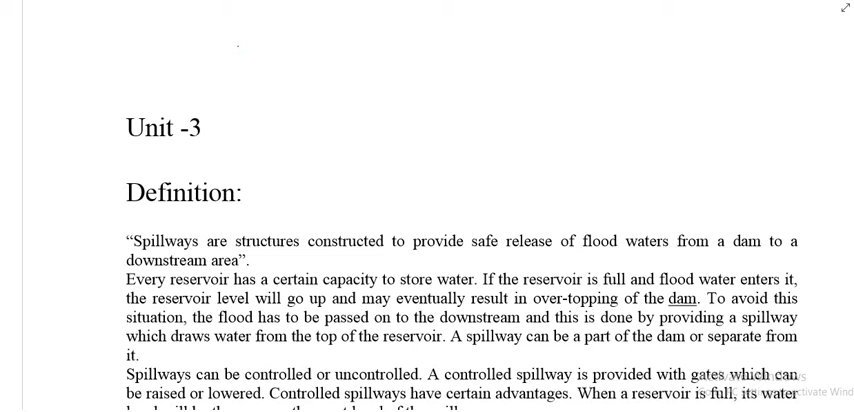 Unit -3
Definition:
“Spillways are structures constructed to provide safe release of flood waters from a dam to a
downstream area”.
Every reservoir has a certain capacity to store water. If the reservoir is full and flood water enters it,
the reservoir level will go up and may eventually result in over-topping of the dam. To avoid this
situation, the flood has to be passed on to the downstream and this is done by providing a spillway
which draws water from the top of the reservoir. A spillway can be a part of the dam or separate from
it.
Spillways can be controlled or uncontrolled. A controlled spillway is provided with gates which can
be raised or lowered. Controlled spillways have certain advantages. When a reservoir is full, its water